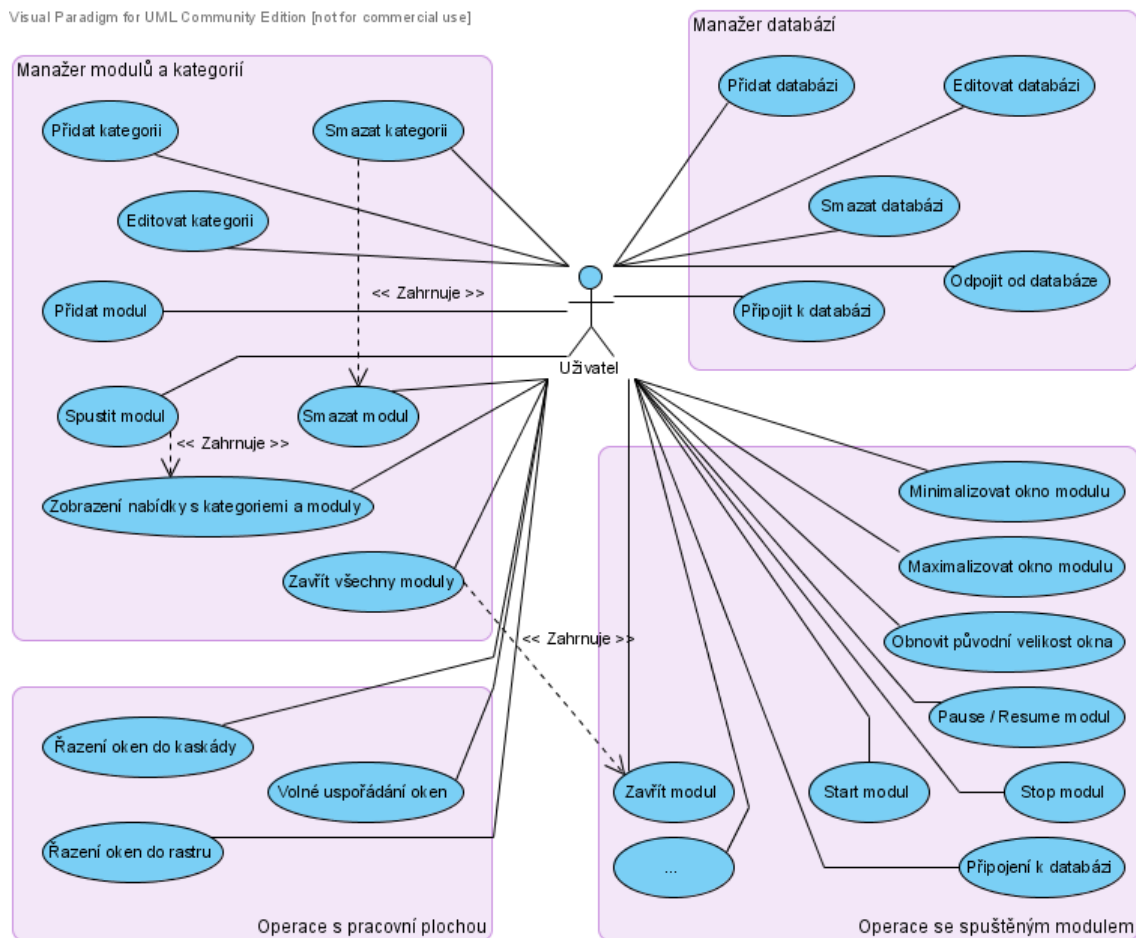 Visual Paradigm for UML Community Edition [not for commercial use]
Manažer databází
Manažer modulů a kategorií
Přidat databázi
Editovat databázi
Přidat kategorii
Smazat kategorii
Smazat databázi
Editovat kategorii
Odpojit od databáze
<< Zahrnuje >>
Přidat modul
Připojit k databázi
Uživatel
Spustit modul
Smazat modul
<< Zahrnuje >>
Minimalizovat okno modulu
Zobrazení nabídky s kategoriemi a moduly
Maximalizovat okno modulu
Zavřít všechny moduly
<< Zahrnuje >>
Obnovit původní velikost okna
Pause / Resume modul
Řazení oken do kaskády
Volné uspořádání oken
Zavřít modul
Start modul
Stop modul
Řazení oken do rastru
...
Připojení k databázi
Operace s pracovní plochou
Operace se spuštěným modulem